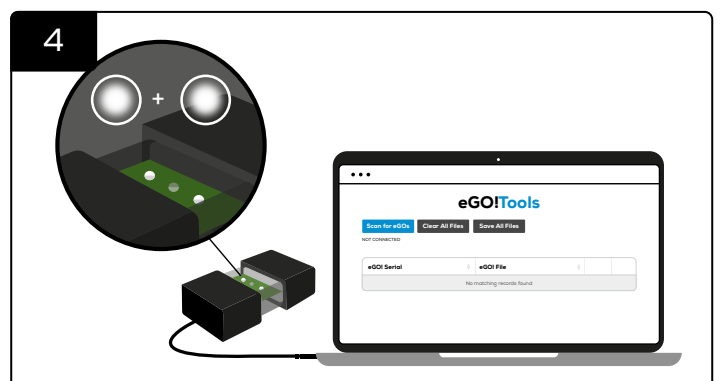 4
+
eGO!Tools
Scan for eGOs Clear All Files Save All Files
NOT CONNECTED
eGO! Serial eGO! File
No matching records found